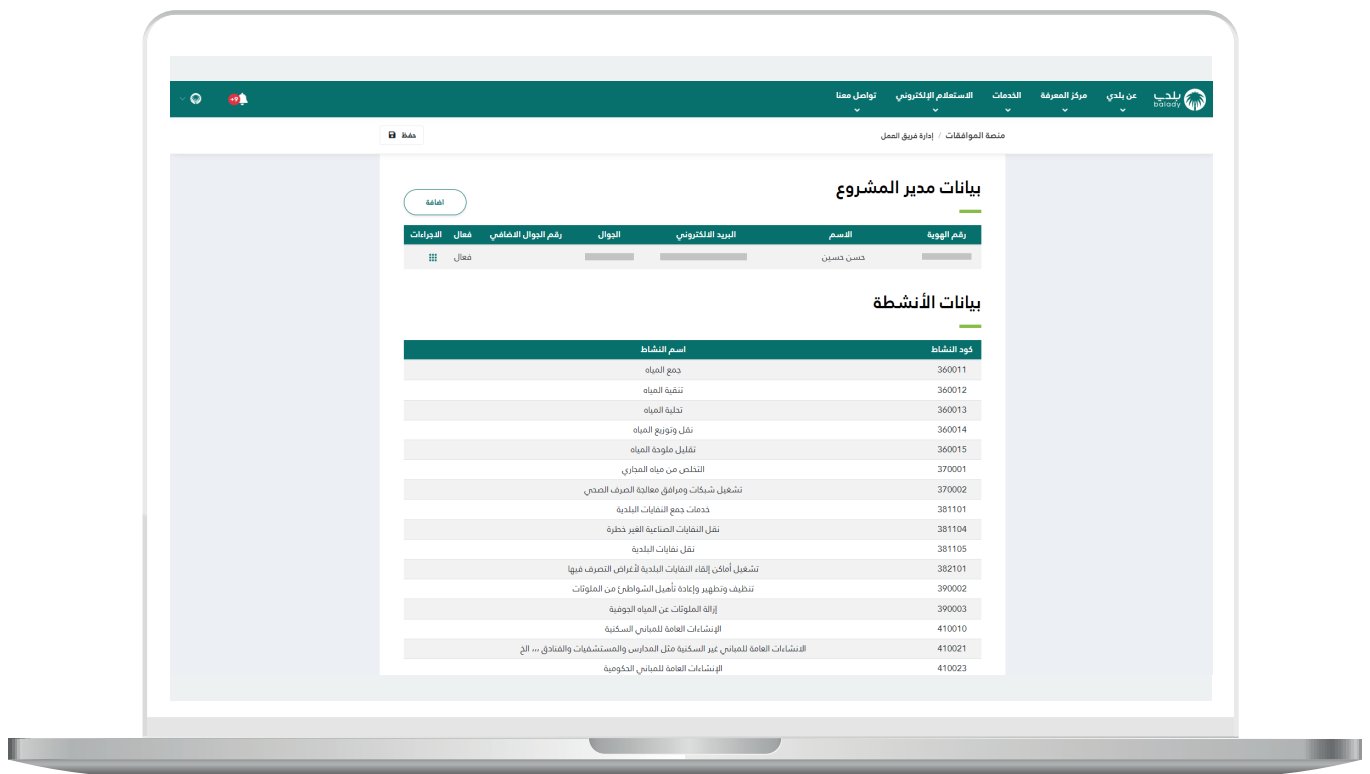 بلدي
balady
عن بلدي مركز المعرفة الخدمات الاستعلام الإلكتروني تواصل معنا
+9
منصة الموافقات / إدارة فريق العمل
حفظ
بيانات مدير المشروع
اضافة
رقم الهوية الاسم البريد الالكتروني الجوال رقم الجوال الاضافي فعال الاجراءات
حسن حسين فعال
بيانات الأنشطة
كود النشاط اسم النشاط
360011 جمع المياه
360012 تنقية المياه
360013 تحلية المياه
360014 نقل وتوزيع المياه
360015 تقليل ملوحة المياه
370001 التخلص من مياه المجاري
370002 تشغيل شبكات ومرافق معالجة الصرف الصحي
381101 خدمات جمع النفايات البلدية
381104 نقل النفايات الصناعية الغير خطرة
381105 نقل نفايات البلدية
382101 تشغيل أماكن إلقاء النفايات البلدية لأغراض التصرف فيها
390002 تنظيف وتطهير وإعادة تأهيل الشواطئ من الملوثات
390003 إزالة الملوثات عن المياه الجوفية
410010 الإنشاءات العامة للمباني السكنية
410021 الانشاءات العامة للمباني غير السكنية مثل المدارس والمستشفيات والفنادق ... الخ
410023 الإنشاءات العامة للمباني الحكومية